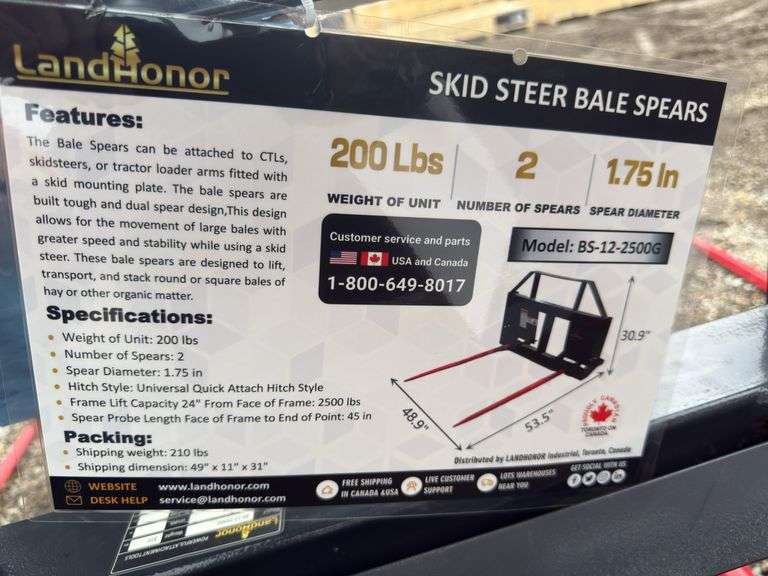 LandHonor
SKID STEER BALE SPEARS
Features:
The Bale Spears can be attached to CTLs,
skidsteers, or tractor loader arms fitted with
a skid mounting plate. The bale spears are
built tough and dual spear design,This design
allows for the movement of large bales with
greater speed and stability while using a skid
steer. These bale spears are designed to lift,
transport, and stack round or square bales of
hay or other organic matter.
200 Lbs
WEIGHT OF UNIT
2
NUMBER OF SPEARS
1.75 In
SPEAR DIAMETER
Customer service and parts
USA and Canada
1-800-649-8017
Model: BS-12-2500G
30.9"
48.9"
53.5"
Specifications:
Weight of Unit: 200 lbs
Number of Spears: 2
Spear Diameter: 1.75 in
Hitch Style: Universal Quick Attach Hitch Style
Frame Lift Capacity 24" From Face of Frame: 2500 lbs
Spear Probe Length Face of Frame to End of Point: 45 in
Packing:
Shipping weight: 210 lbs
Shipping dimension: 49" x 11" x 31"
TORONTO ON
CANADA
Distributed by LANDHONOR Industrial, Toronto, Canada
WEBSITE www.landhonor.com
DESK HELP service@landhonor.com
FREE SHIPPING
IN CANADA &USA
LIVE CUSTOMER
SUPPORT
LOTS WAREHOUSES
NEAR YOU
GET SOCIAL WITH US
LandHonor